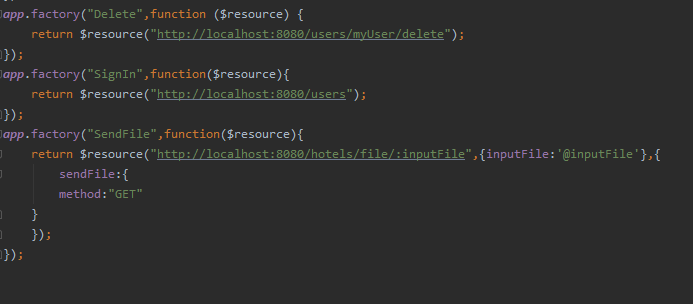 app.factory("Delete",function ($resource) {
    return $resource("http://localhost:8080/users/myUser/delete");
});
app.factory("SignIn",function($resource){
    return $resource("http://localhost:8080/users");
});
app.factory("SendFile",function($resource){
    return $resource("http://localhost:8080/hotels/file/:inputFile",{inputFile:'@inputFile'},{
        sendFile:{
        method:"GET"
    }
    });
});